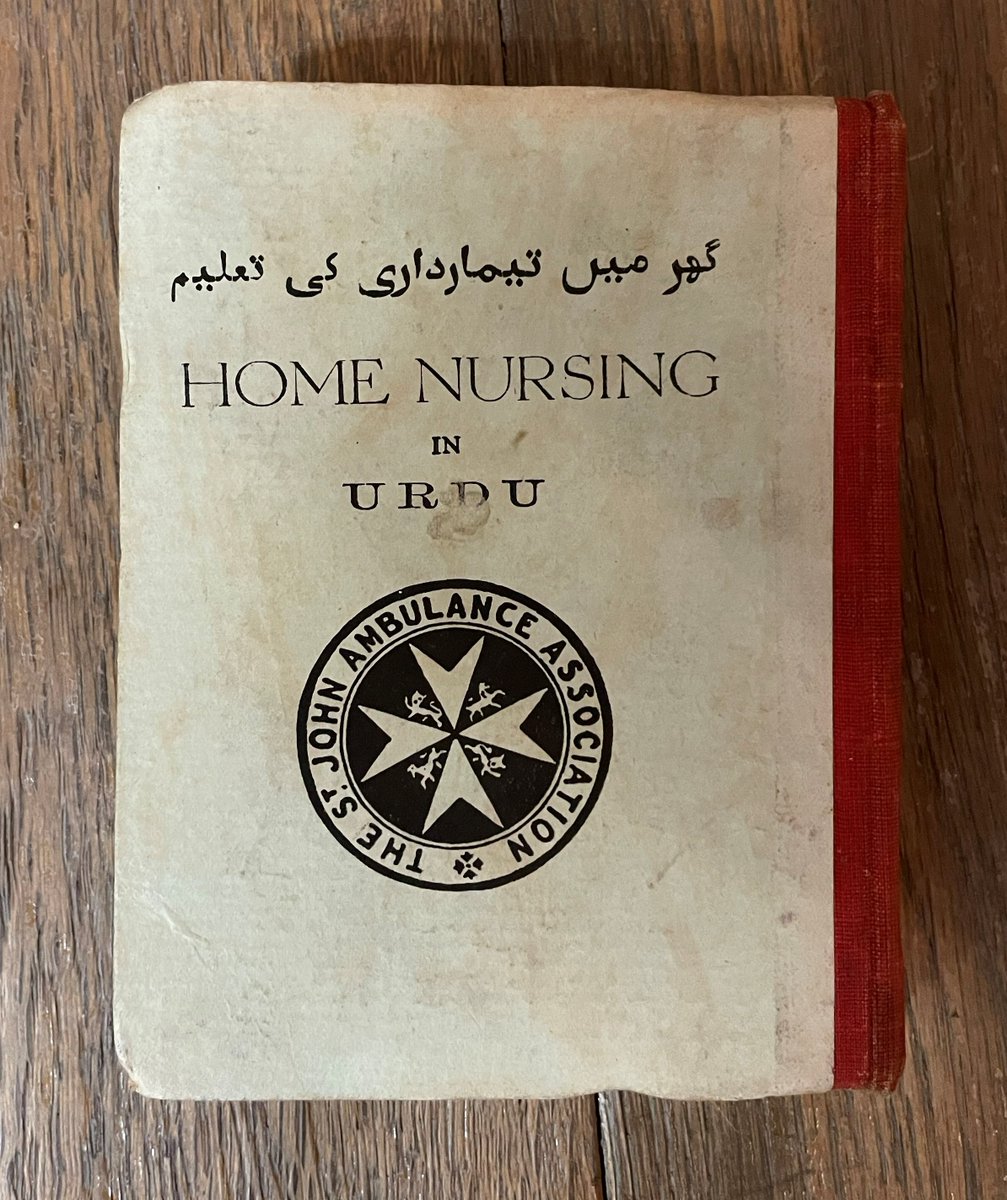 گھر میں تیمارداری کی تعلیم
HOME NURSING
IN
URDU
THE ST. JOHN AMBULANCE ASSOCIATION